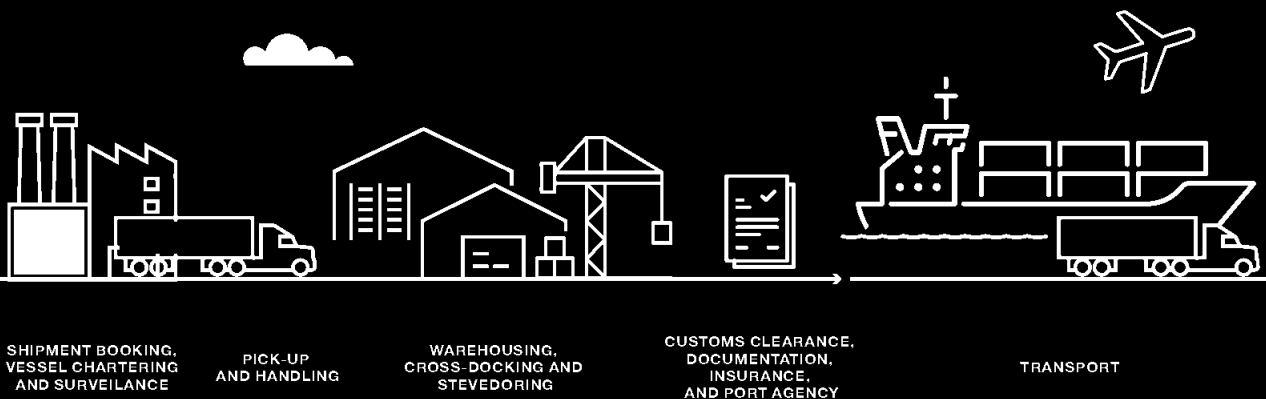 SHIPMENT BOOKING,
VESSEL CHARTERING
AND SURVEILANCE
PICK-UP
AND HANDLING
WAREHOUSING,
CROSS-DOCKING AND
STEVEDORING
CUSTOMS CLEARANCE,
DOCUMENTATION,
INSURANCE,
AND PORT AGENCY
TRANSPORT